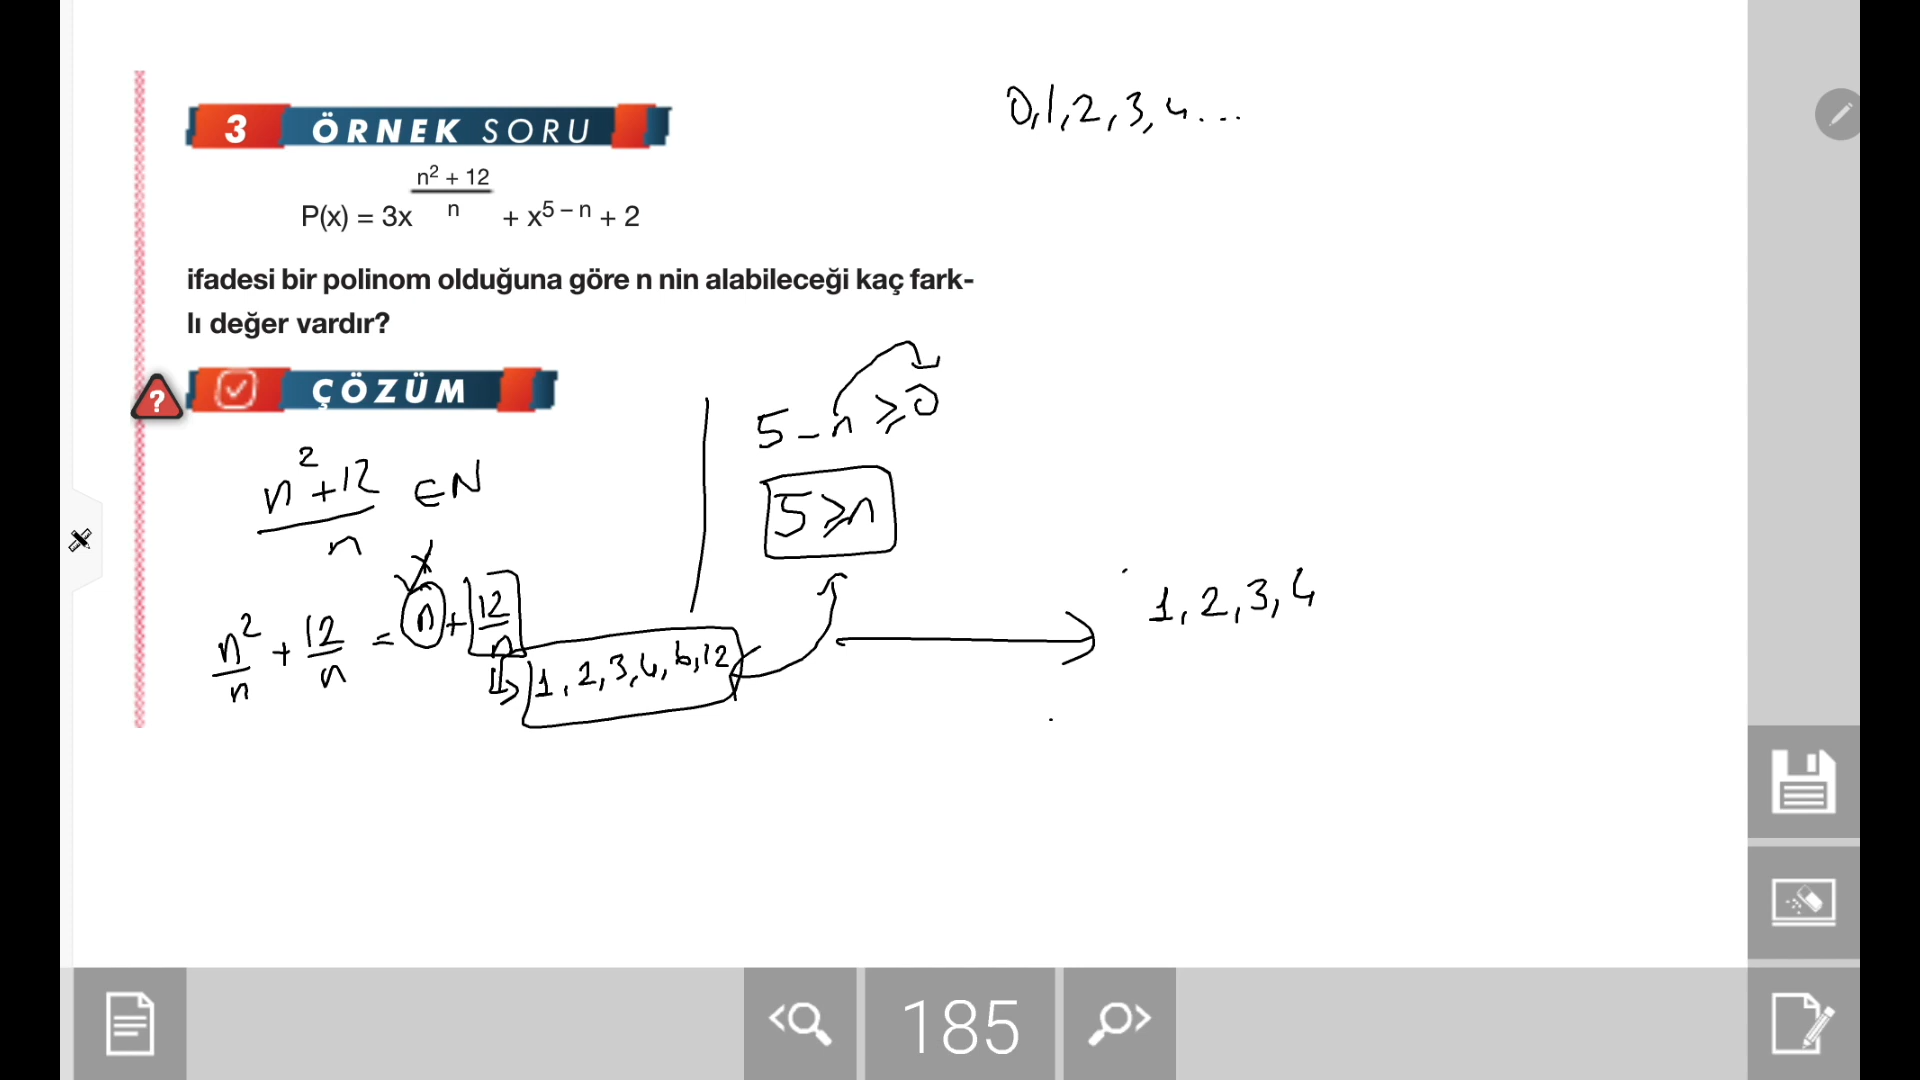 3 ÖRNEK SORU
0,1,2,3,4...
P(x) = 3x^((n² + 12)/n) + x^(5 – n) + 2
ifadesi bir polinom olduğuna göre n nin alabileceği kaç fark-
lı değer vardır?
? ÇÖZÜM
(n²+12)/n ∈ N
n²/n + 12/n = n + 12/n
1, 2, 3, 4, 6, 12
5 – n ≥ 0
5 ≥ n
1, 2, 3, 4
185